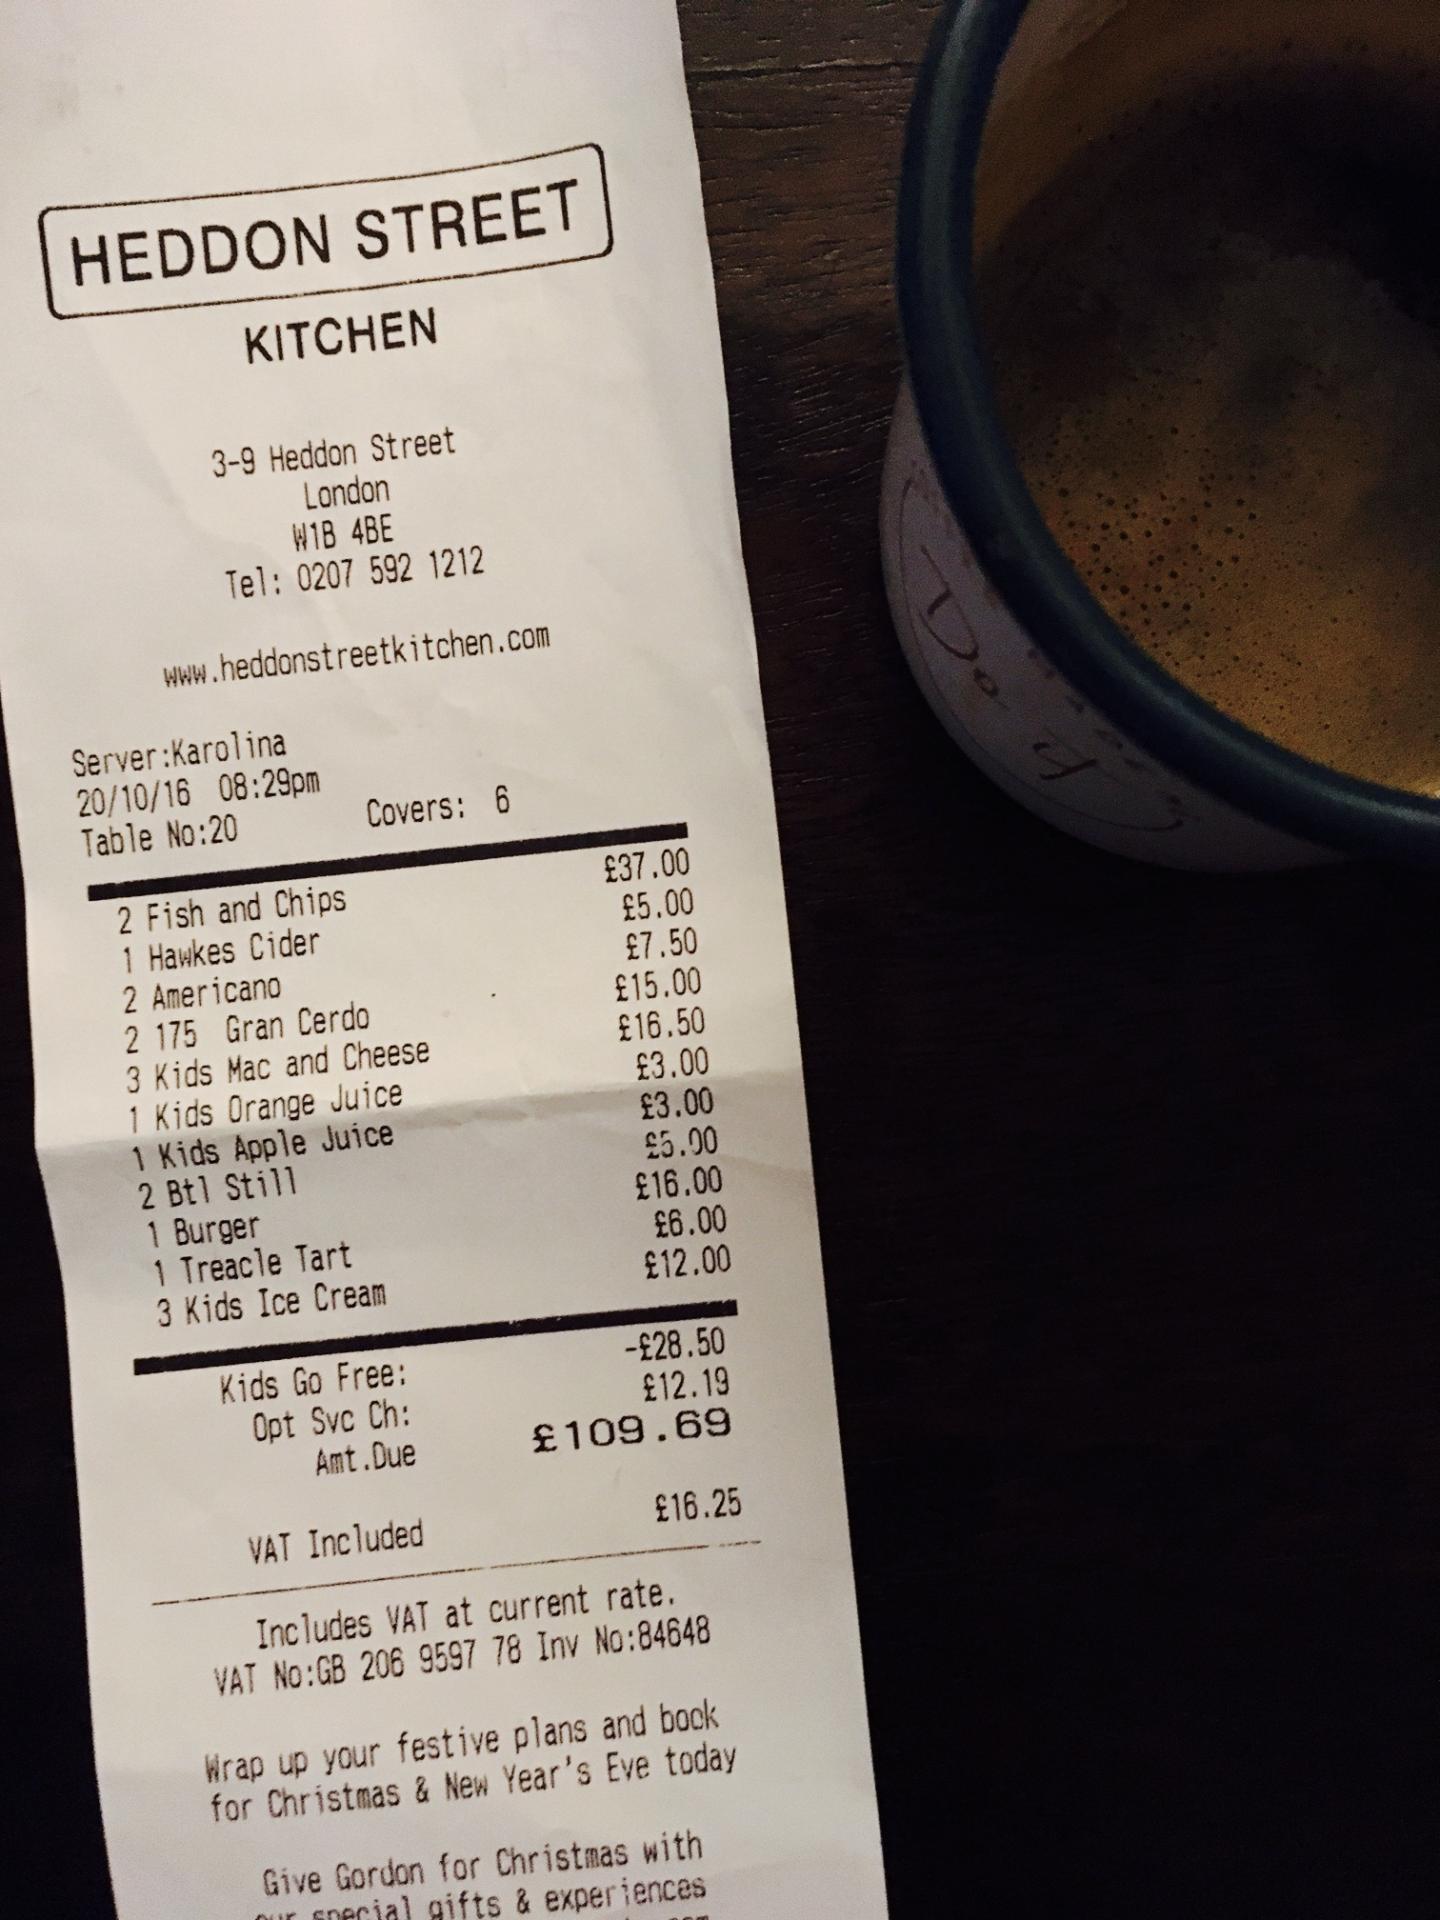 HEDDON STREET
KITCHEN
3-9 Heddon Street
London
W1B 4BE
Tel: 0207 592 1212
www.heddonstreetkitchen.com
Server:Karolina
20/10/16 08:29pm
Table No:20 Covers: 6
2 Fish and Chips £37.00
1 Hawkes Cider £5.00
2 Americano £7.50
2 175 Gran Cerdo £15.00
3 Kids Mac and Cheese £16.50
1 Kids Orange Juice £3.00
1 Kids Apple Juice £3.00
2 Btl Still £5.00
1 Burger £16.00
1 Treacle Tart £6.00
3 Kids Ice Cream £12.00
Kids Go Free: -£28.50
Opt Svc Ch: £12.19
Amt.Due £109.69
VAT Included £16.25
Includes VAT at current rate.
VAT No:GB 206 9597 78 Inv No:84648
Wrap up your festive plans and book
for Christmas & New Year's Eve today
Give Gordon for Christmas with
our special gifts & experiences